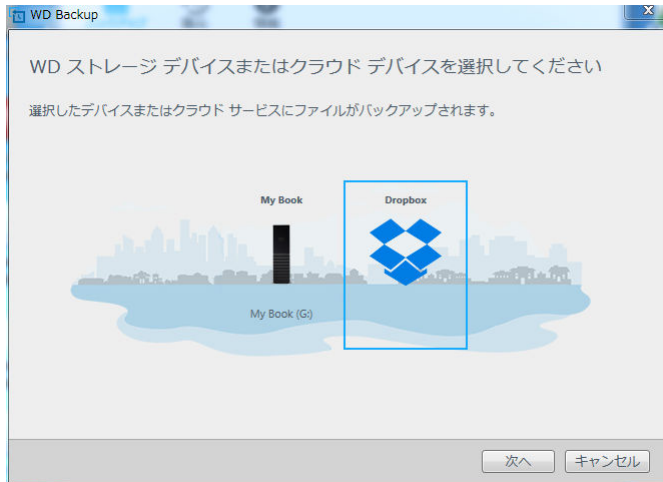 WD Backup
WD ストレージ デバイスまたはクラウド デバイスを選択してください
選択したデバイスまたはクラウド サービスにファイルがバックアップされます。
My Book
Dropbox
My Book (G:)
次へ
キャンセル